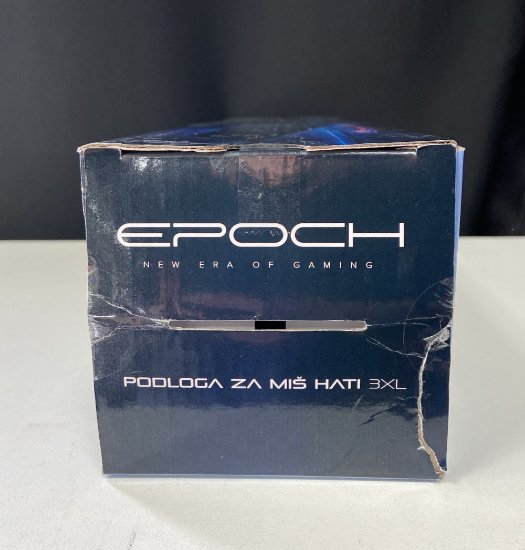 EPOCH
NEW ERA OF GAMING
PODLOGA ZA MIŠ HATI 3XL